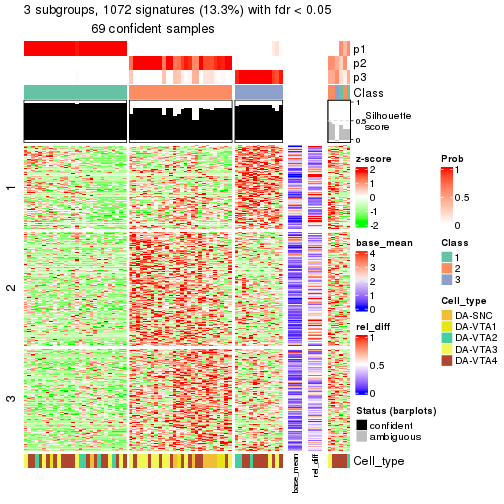 3 subgroups, 1072 signatures (13.3%) with fdr < 0.05
69 confident samples
p1
p2
p3
Class
1
0.5
0
Silhouette
score
1
2
3
z-score
2
1
0
-1
-2
Prob
1
0.5
0
base_mean
4
3
2
1
0
Class
1
2
3
rel_diff
1
0.5
0
Cell_type
DA-SNC
DA-VTA1
DA-VTA2
DA-VTA3
DA-VTA4
Status (barplots)
confident
ambiguous
Cell_type
base_mean
rel_diff